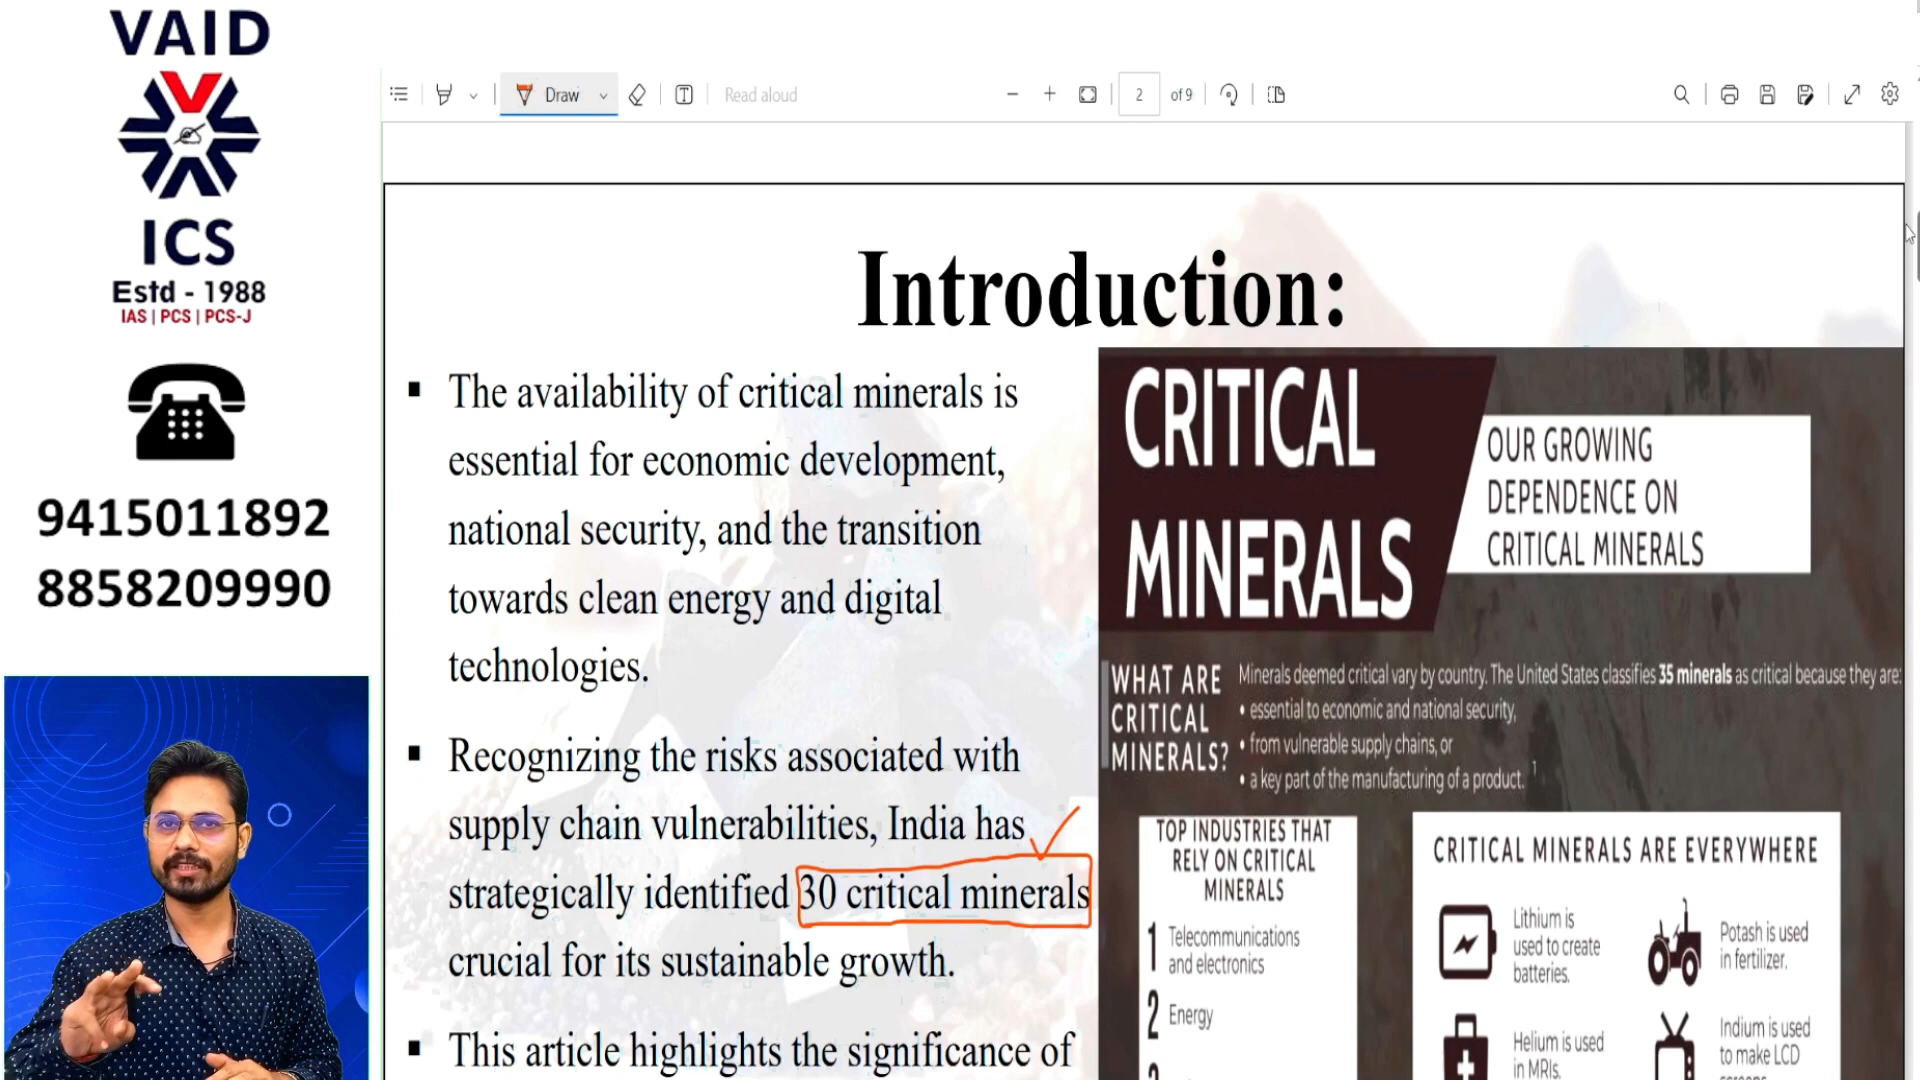 VAID
ICS
Estd - 1988
IAS | PCS | PCS-J
9415011892
8858209990
Draw
Read aloud
2
of 9
Introduction:
▪ The availability of critical minerals is
essential for economic development,
national security, and the transition
towards clean energy and digital
technologies.
▪ Recognizing the risks associated with
supply chain vulnerabilities, India has
strategically identified 30 critical minerals
crucial for its sustainable growth.
▪ This article highlights the significance of
CRITICAL
MINERALS
OUR GROWING
DEPENDENCE ON
CRITICAL MINERALS
WHAT ARE
CRITICAL
MINERALS?
Minerals deemed critical vary by country. The United States classifies 35 minerals as critical because they are:
• essential to economic and national security,
• from vulnerable supply chains, or
• a key part of the manufacturing of a product. 1
TOP INDUSTRIES THAT
RELY ON CRITICAL
MINERALS
1 Telecommunications
and electronics
2 Energy
CRITICAL MINERALS ARE EVERYWHERE
Lithium is
used to create
batteries.
Potash is used
in fertilizer.
Helium is used
in MRIs.
Indium is used
to make LCD